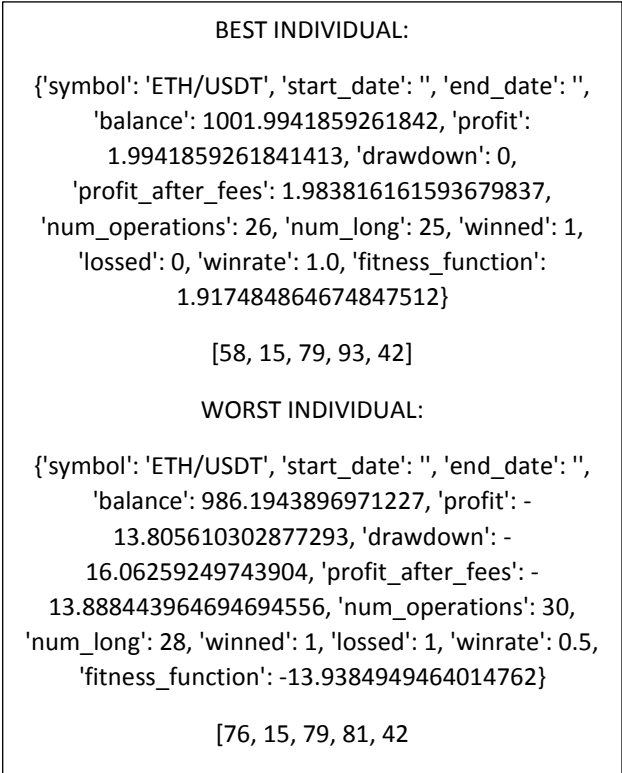 BEST INDIVIDUAL:
{'symbol': 'ETH/USDT', 'start_date': '', 'end_date': '',
'balance': 1001.9941859261842, 'profit':
1.9941859261841413, 'drawdown': 0,
'profit_after_fees': 1.983816161593679837,
'num_operations': 26, 'num_long': 25, 'winned': 1,
'lossed': 0, 'winrate': 1.0, 'fitness_function':
1.917484864674847512}
[58, 15, 79, 93, 42]
WORST INDIVIDUAL:
{'symbol': 'ETH/USDT', 'start_date': '', 'end_date': '',
'balance': 986.1943896971227, 'profit': -
13.805610302877293, 'drawdown': -
16.06259249743904, 'profit_after_fees': -
13.888443964694694556, 'num_operations': 30,
'num_long': 28, 'winned': 1, 'lossed': 1, 'winrate': 0.5,
'fitness_function': -13.9384949464014762}
[76, 15, 79, 81, 42